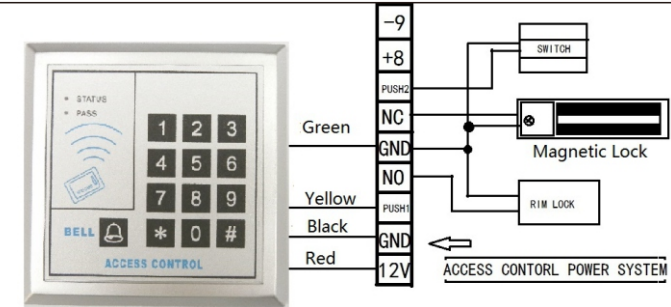 STATUS
PASS
1 2 3
4 5 6
7 8 9
* 0 #
BELL
ACCESS CONTROL
Green
Yellow
Black
Red
-9
+8
PUSH2
NC
GND
NO
PUSH1
GND
12V
SWITCH
Magnetic Lock
RIM LOCK
ACCESS CONTORL POWER SYSTEM